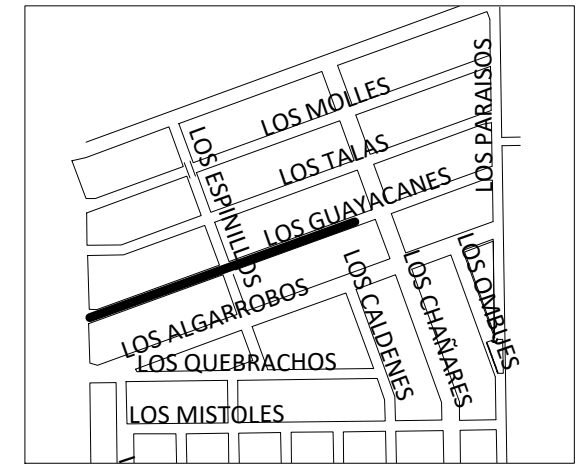 LOS MOLLES
LOS PARAISOS
LOS TALAS
LOS ESPINILLOS
LOS GUAYACANES
LOS ALGARROBOS
LOS CALDENES
LOS CHAÑARES
LOS OMBUES
LOS QUEBRACHOS
LOS MISTOLES